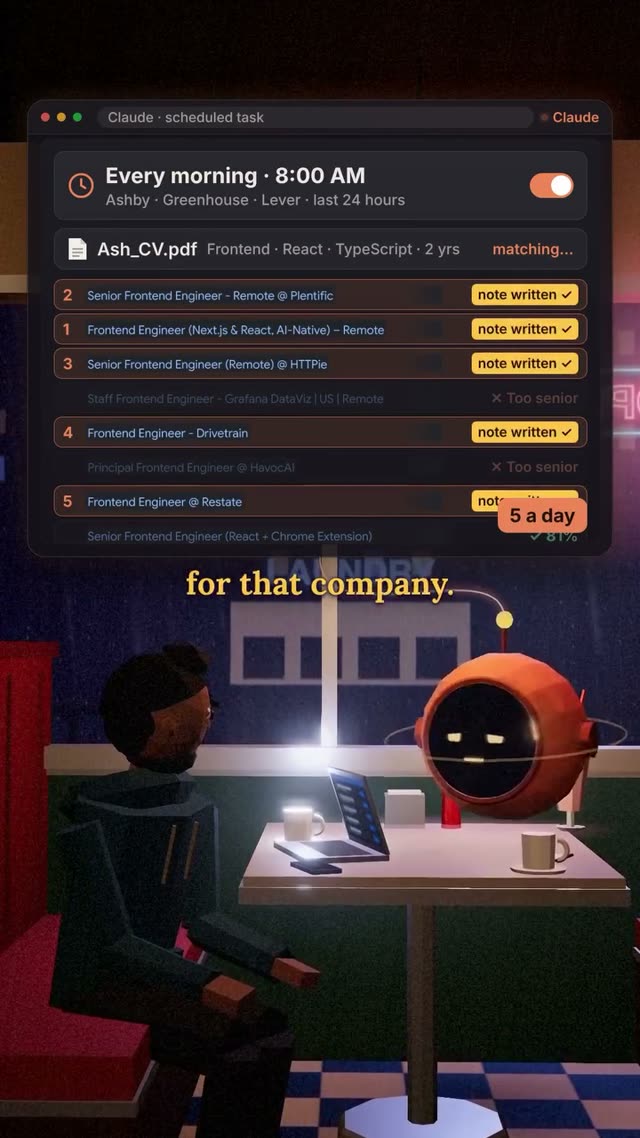 Claude · scheduled task
Claude
Every morning · 8:00 AM
Ashby · Greenhouse · Lever · last 24 hours
Ash_CV.pdf Frontend · React · TypeScript · 2 yrs matching...
2 Senior Frontend Engineer - Remote @ Plentific note written ✓
1 Frontend Engineer (Next.js & React, AI-Native) – Remote note written ✓
3 Senior Frontend Engineer (Remote) @ HTTPie note written ✓
Staff Frontend Engineer - Grafana DataViz | US | Remote ✕ Too senior
4 Frontend Engineer - Drivetrain note written ✓
Principal Frontend Engineer @ HavocAI ✕ Too senior
5 Frontend Engineer @ Restate
5 a day
Senior Frontend Engineer (React + Chrome Extension) ✓ 81%
LAUNDRY
for that company.